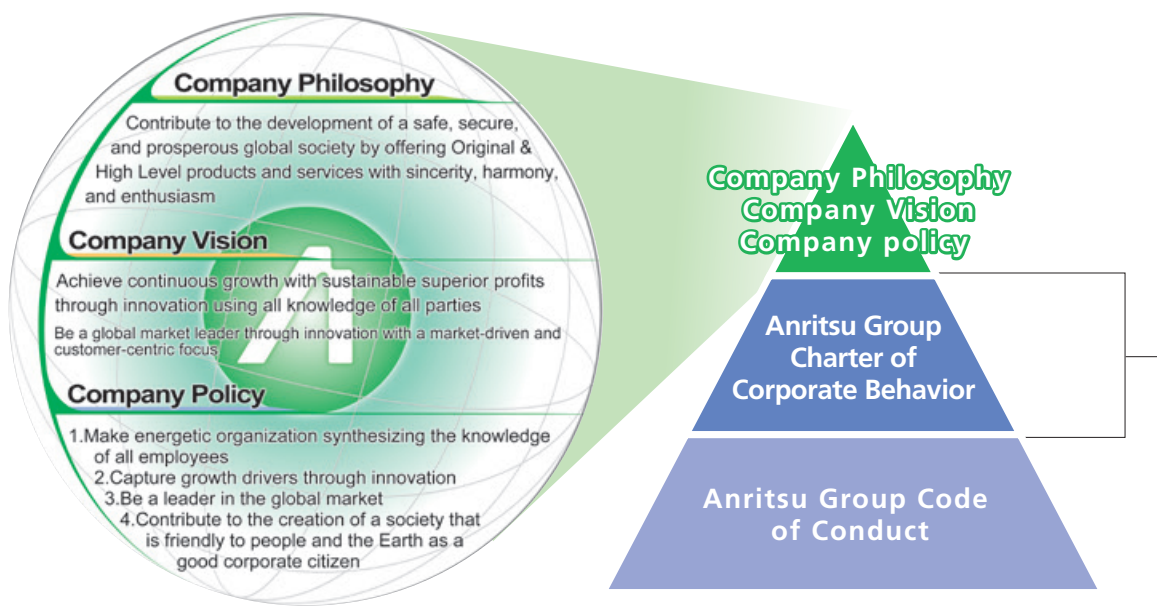 Company Philosophy
Contribute to the development of a safe, secure,
and prosperous global society by offering Original &
High Level products and services with sincerity, harmony,
and enthusiasm
Company Vision
Achieve continuous growth with sustainable superior profits
through innovation using all knowledge of all parties
Be a global market leader through innovation with a market-driven and
customer-centric focus
Company Policy
1.Make energetic organization synthesizing the knowledge
of all employees
2.Capture growth drivers through innovation
3.Be a leader in the global market
4.Contribute to the creation of a society that
is friendly to people and the Earth as a
good corporate citizen
Company Philosophy
Company Vision
Company policy
Anritsu Group
Charter of
Corporate Behavior
Anritsu Group Code
of Conduct